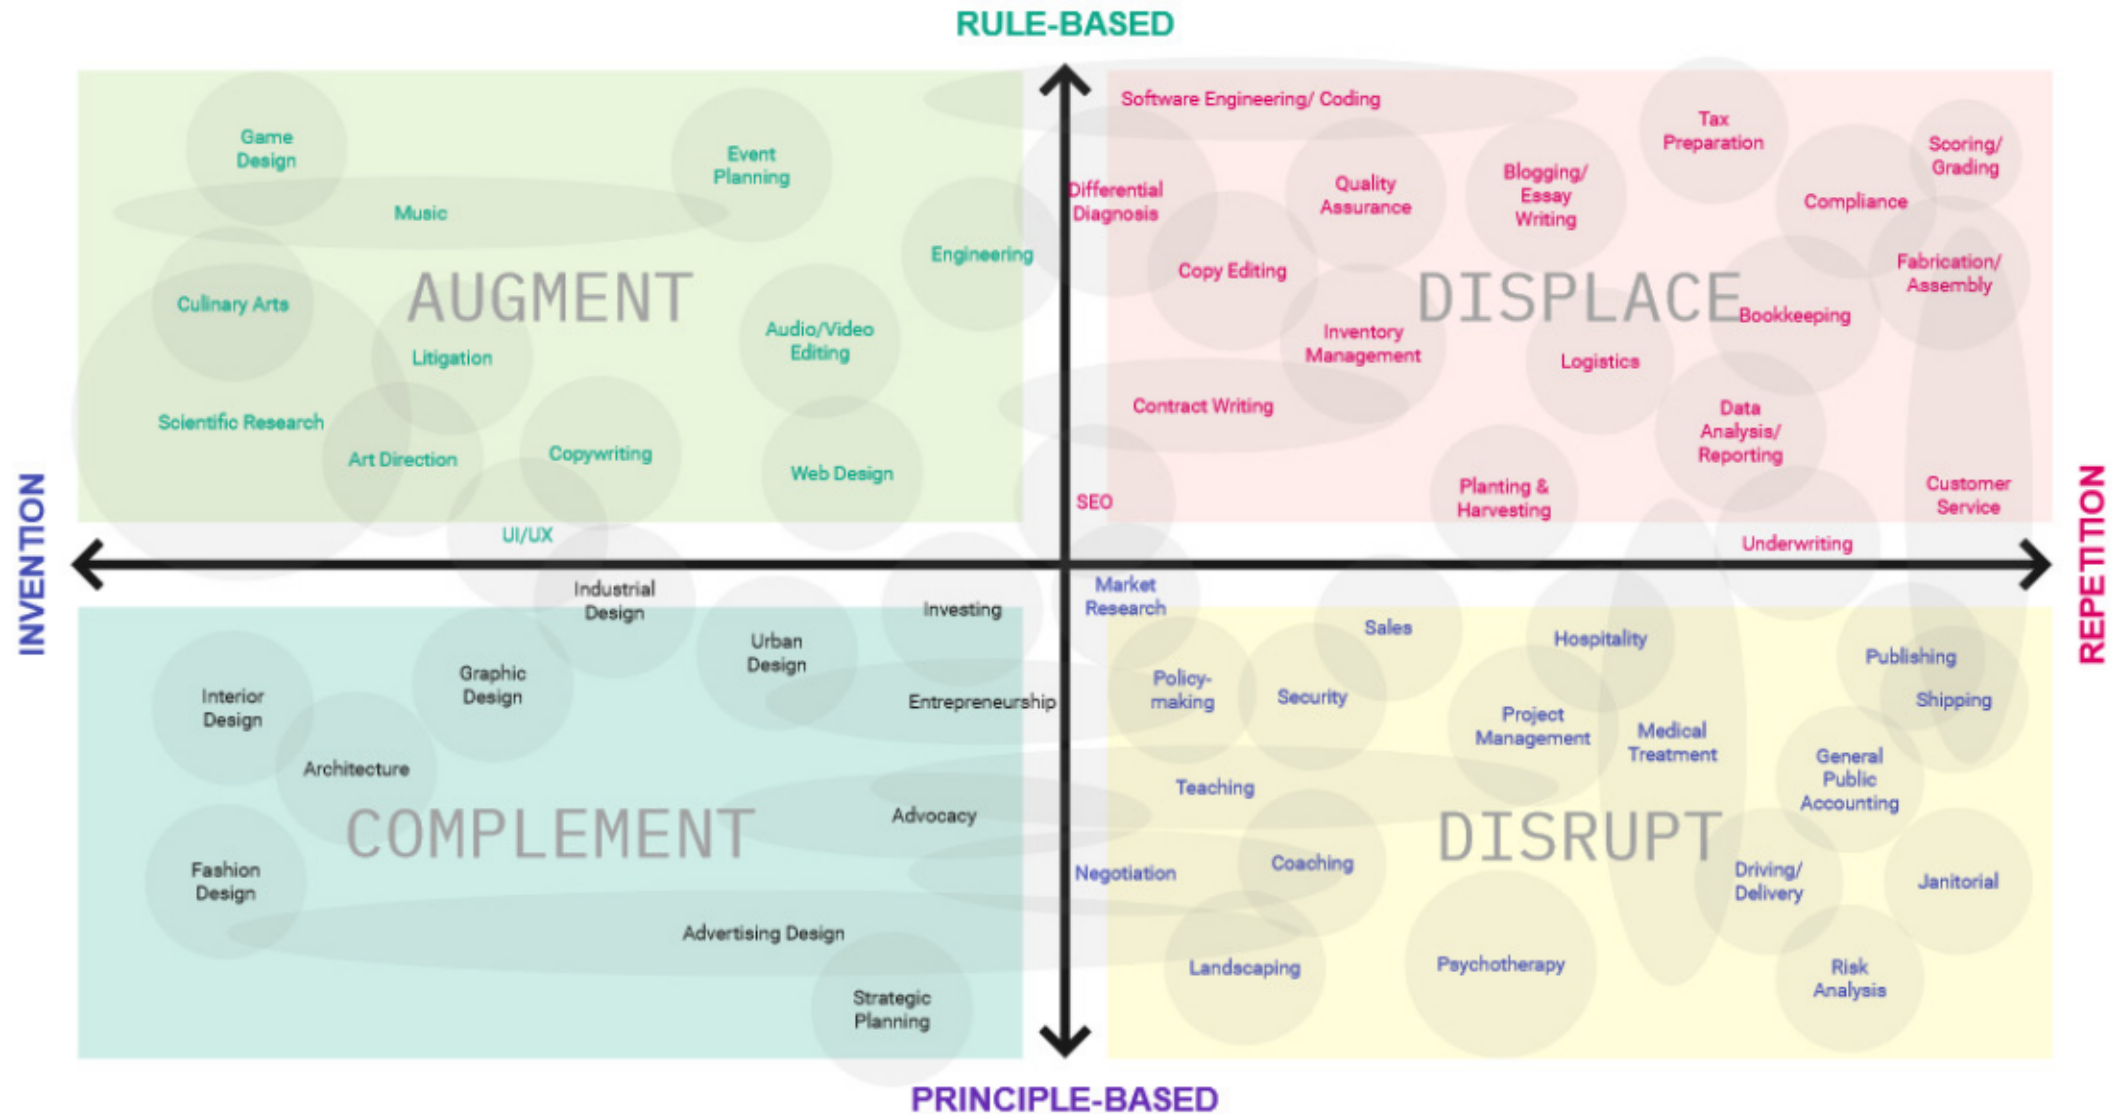 RULE-BASED
INVENTION
REPETITION
PRINCIPLE-BASED
AUGMENT
Game
Design
Event
Planning
Music
Engineering
Culinary Arts
Audio/Video
Editing
Litigation
Scientific Research
Art Direction
Copywriting
Web Design
UI/UX
DISPLACE
Software Engineering/ Coding
Tax
Preparation
Scoring/
Grading
Differential
Diagnosis
Quality
Assurance
Blogging/
Essay
Writing
Compliance
Copy Editing
Fabrication/
Assembly
Inventory
Management
Bookkeeping
Logistics
Contract Writing
Data
Analysis/
Reporting
SEO
Planting &
Harvesting
Customer
Service
Underwriting
COMPLEMENT
Industrial
Design
Investing
Urban
Design
Graphic
Design
Interior
Design
Entrepreneurship
Architecture
Advocacy
Fashion
Design
Advertising Design
Strategic
Planning
DISRUPT
Market
Research
Sales
Hospitality
Publishing
Policy-
making
Security
Shipping
Project
Management
Medical
Treatment
General
Public
Accounting
Teaching
Negotiation
Coaching
Driving/
Delivery
Janitorial
Landscaping
Psychotherapy
Risk
Analysis